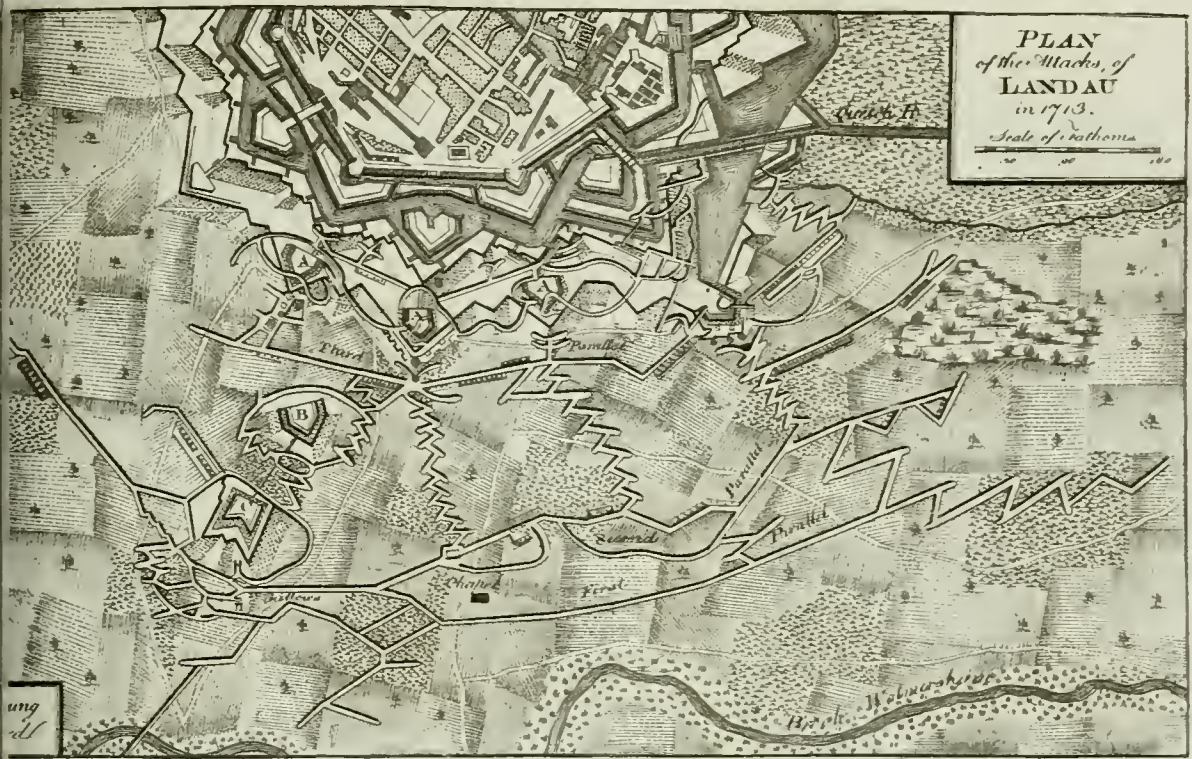 PLAN
of the Attacks, of
LANDAU
in 1713.
Scale of Fathoms
A
A
A
Third
Parallel
B
C
Parallel
Second
Parallel
Chapel
First
Gallows
ung